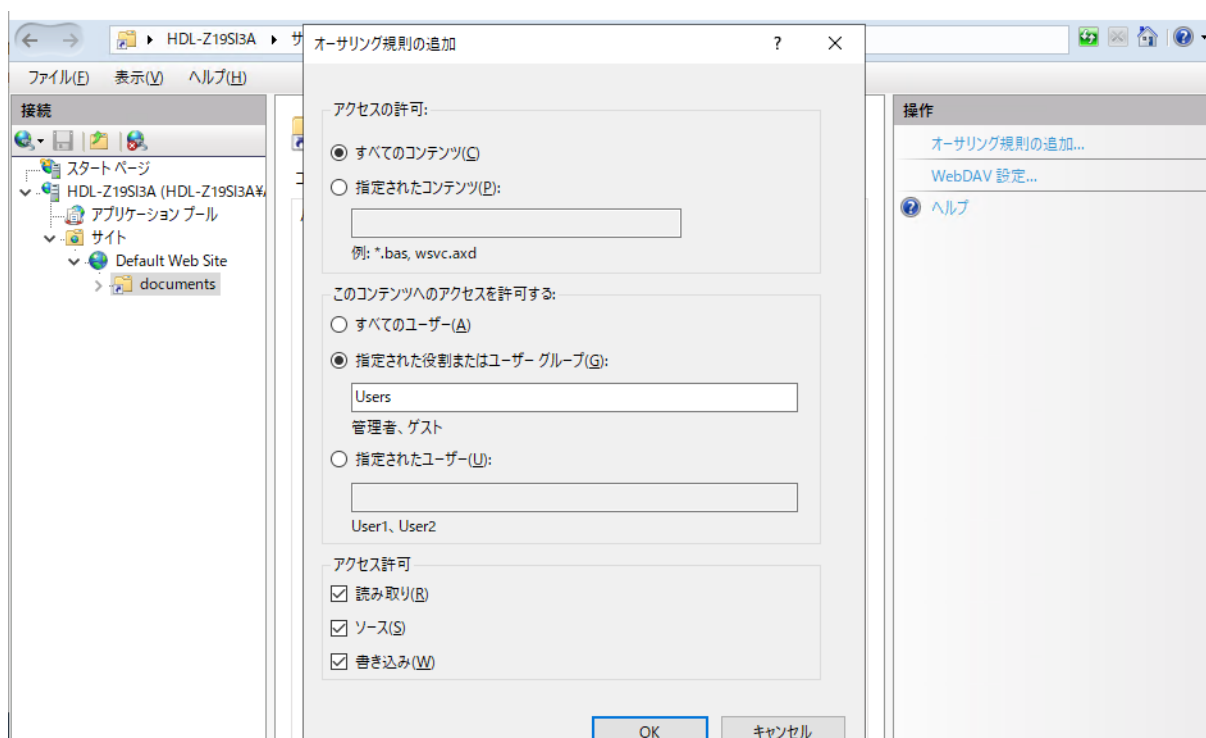 HDL-Z19SI3A ▸ サ
オーサリング規則の追加
?
ファイル(F) 表示(V) ヘルプ(H)
接続
スタート ページ
HDL-Z19SI3A (HDL-Z19SI3A¥
アプリケーション プール
サイト
Default Web Site
documents
アクセスの許可:
すべてのコンテンツ(C)
指定されたコンテンツ(P):
例: *.bas, wsvc.axd
このコンテンツへのアクセスを許可する:
すべてのユーザー(A)
指定された役割またはユーザー グループ(G):
Users
管理者、ゲスト
指定されたユーザー(U):
User1、User2
アクセス許可
読み取り(R)
ソース(S)
書き込み(W)
OK キャンセル
操作
オーサリング規則の追加...
WebDAV 設定...
ヘルプ